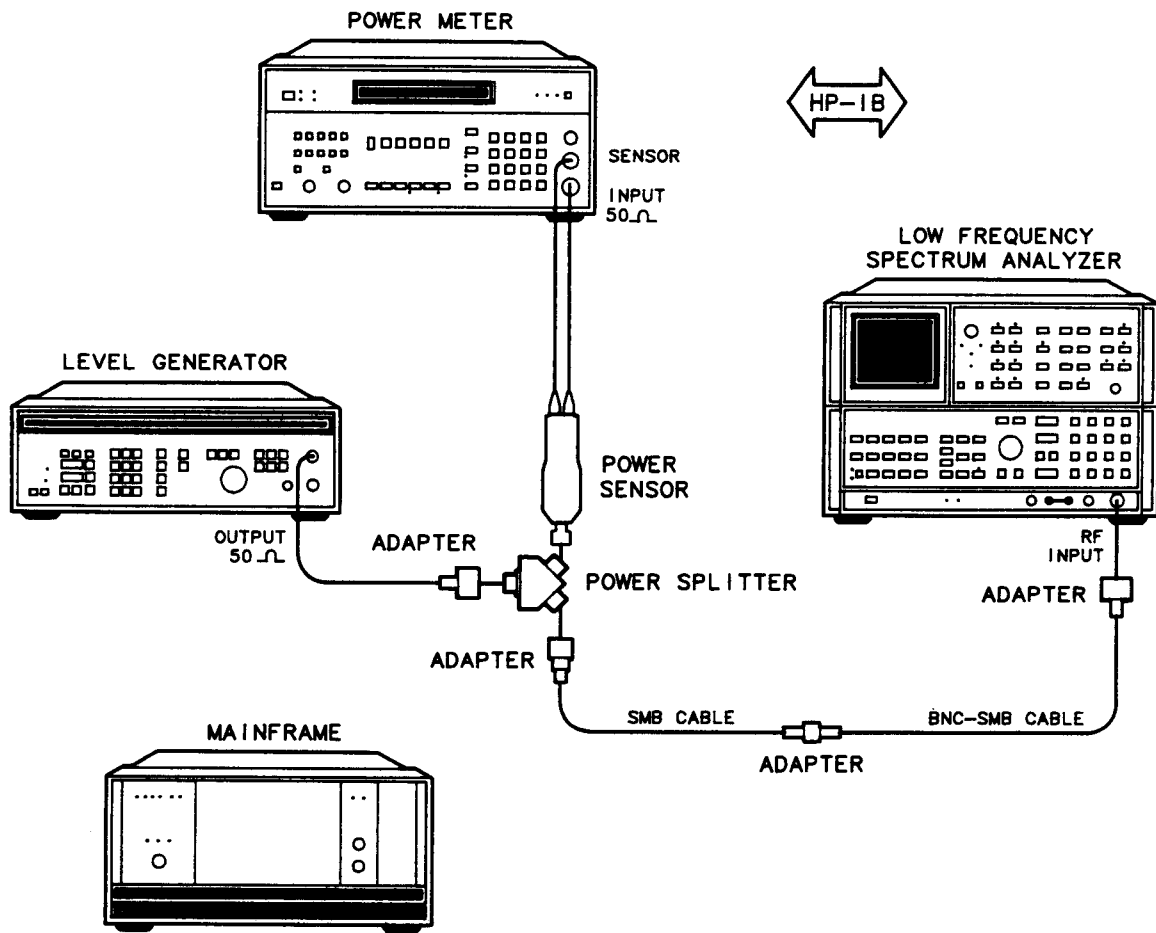 POWER METER
HP-IB
SENSOR
INPUT
50Ω
LOW FREQUENCY
SPECTRUM ANALYZER
LEVEL GENERATOR
POWER
SENSOR
OUTPUT
50Ω
ADAPTER
POWER SPLITTER
RF
INPUT
ADAPTER
ADAPTER
SMB CABLE
BNC-SMB CABLE
ADAPTER
MAINFRAME